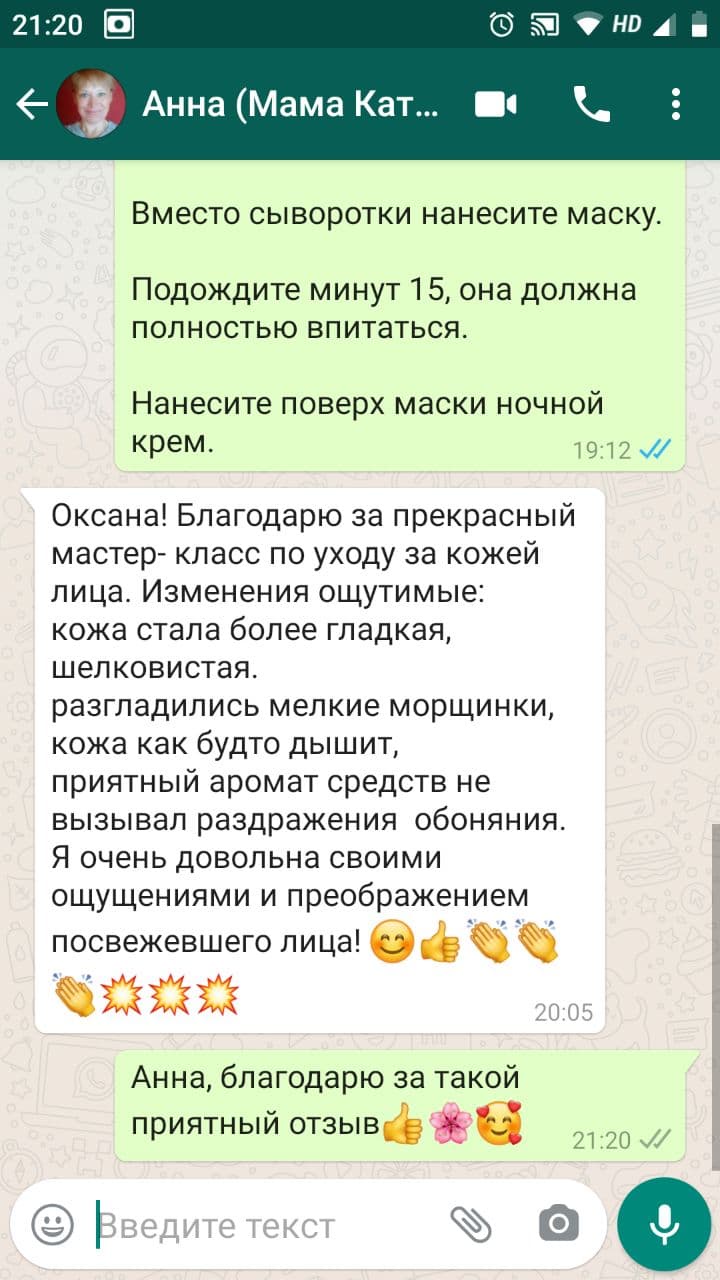 21:20 HD
Анна (Мама Кат...
Вместо сыворотки нанесите маску.
Подождите минут 15, она должна
полностью впитаться.
Нанесите поверх маски ночной
крем.
19:12
Оксана! Благодарю за прекрасный
мастер- класс по уходу за кожей
лица. Изменения ощутимые:
кожа стала более гладкая,
шелковистая.
разгладились мелкие морщинки,
кожа как будто дышит,
приятный аромат средств не
вызывал раздражения  обоняния.
Я очень довольна своими
ощущениями и преображением
посвежевшего лица! 😊👍👏👏
👏💥💥💥
20:05
Анна, благодарю за такой
приятный отзыв👍🌸🥰
21:20
Введите текст